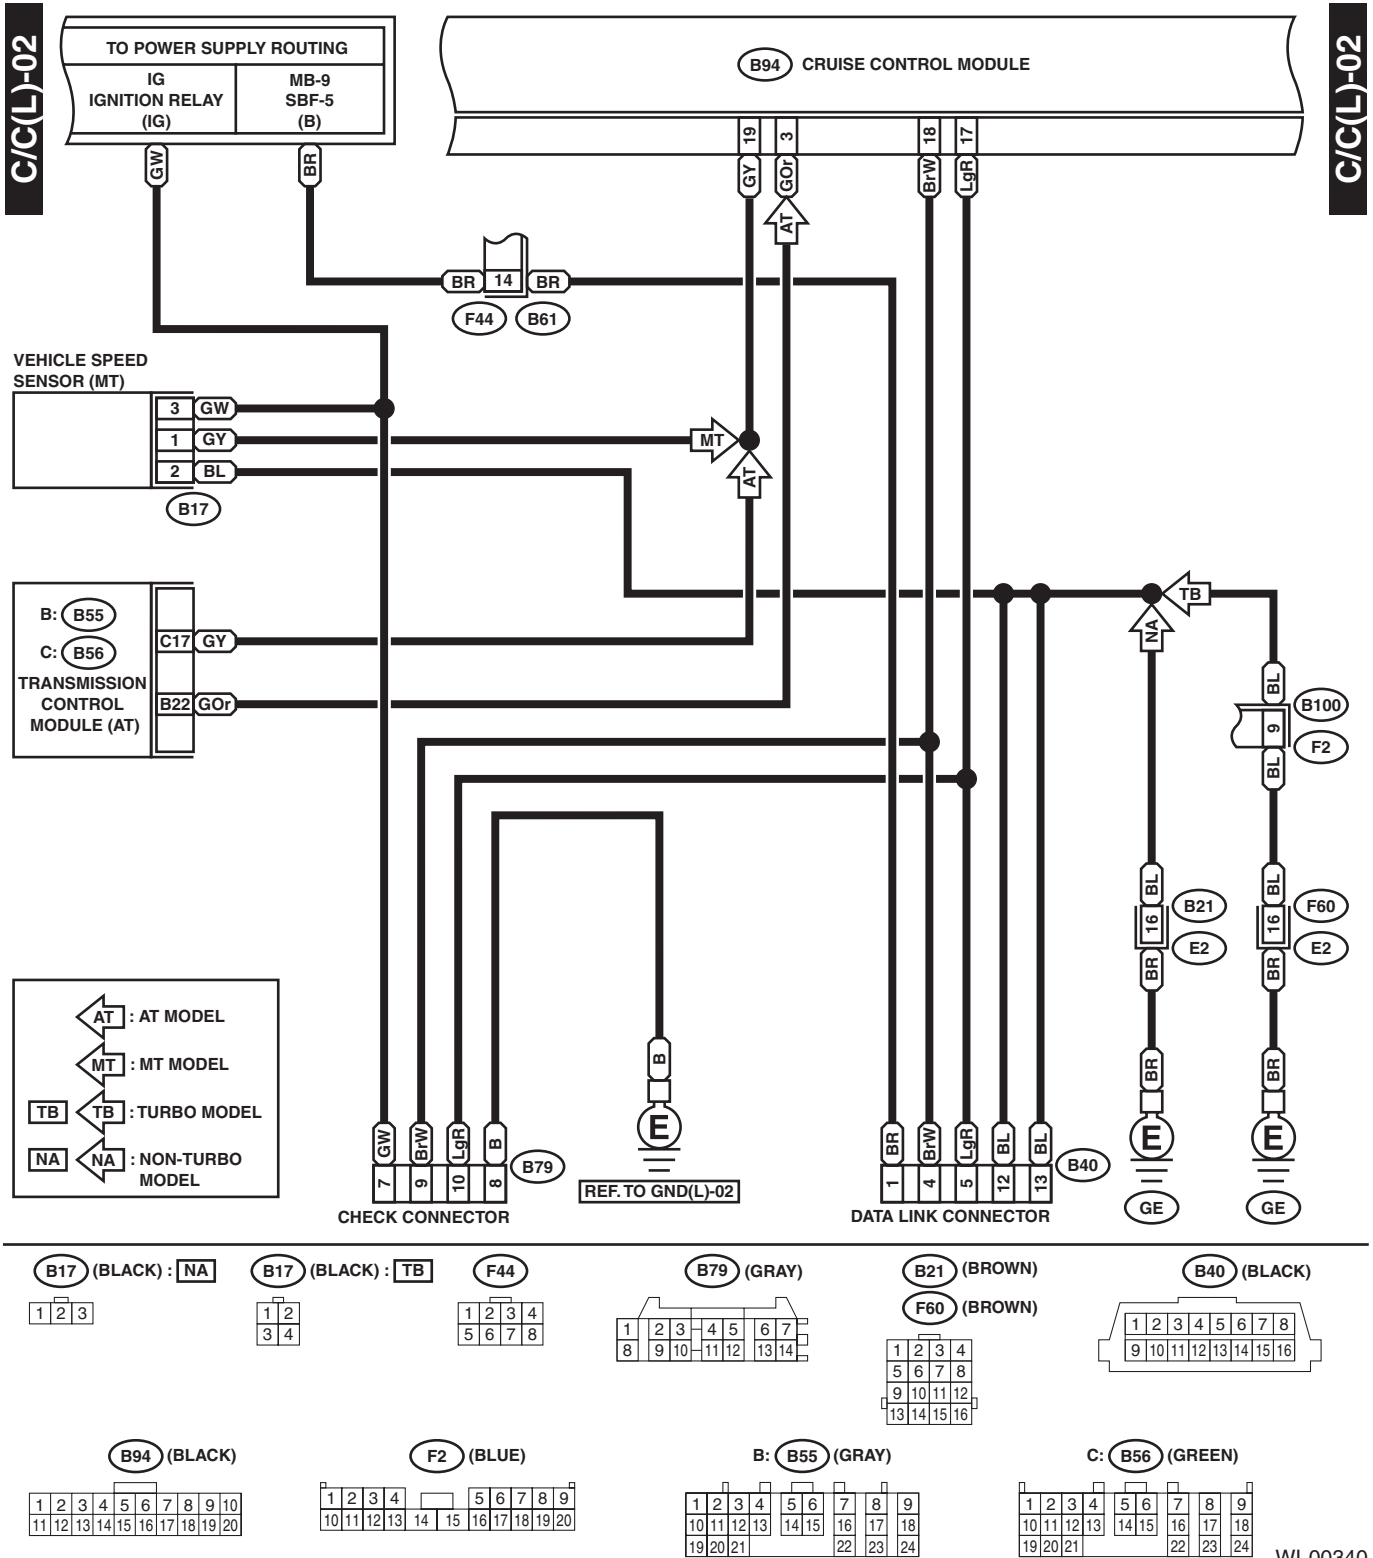 C/C(L)-02
C/C(L)-02
TO POWER SUPPLY ROUTING
IG
IGNITION RELAY
(IG)
MB-9
SBF-5
(B)
B94 CRUISE CONTROL MODULE
19 3 18 17
GW BR GY GOr BrW LgR
AT
BR 14 BR
F44 B61
VEHICLE SPEED
SENSOR (MT)
3 GW
1 GY
2 BL
B17
MT
AT
B: B55
C: B56
TRANSMISSION
CONTROL
MODULE (AT)
C17 GY
B22 GOr
TB
NA
BL
9
BL
B100
F2
BL
16
BR
B21
E2
BL
16
BR
F60
E2
AT : AT MODEL
MT : MT MODEL
TB TB : TURBO MODEL
NA NA : NON-TURBO
MODEL
B
E
REF. TO GND(L)-02
GW BrW LgR B
7 9 10 8
B79
CHECK CONNECTOR
BR BrW LgR BL BL
1 4 5 12 13
B40
DATA LINK CONNECTOR
BR
E
GE
BR
E
GE
B17 (BLACK) : NA
1 2 3
B17 (BLACK) : TB
1 2
3 4
F44
1 2 3 4
5 6 7 8
B79 (GRAY)
1 2 3 4 5 6 7
8 9 10 11 12 13 14
B21 (BROWN)
F60 (BROWN)
1 2 3 4
5 6 7 8
9 10 11 12
13 14 15 16
B40 (BLACK)
1 2 3 4 5 6 7 8
9 10 11 12 13 14 15 16
B94 (BLACK)
1 2 3 4 5 6 7 8 9 10
11 12 13 14 15 16 17 18 19 20
F2 (BLUE)
1 2 3 4 5 6 7 8 9
10 11 12 13 14 15 16 17 18 19 20
B: B55 (GRAY)
1 2 3 4 5 6 7 8 9
10 11 12 13 14 15 16 17 18
19 20 21 22 23 24
C: B56 (GREEN)
1 2 3 4 5 6 7 8 9
10 11 12 13 14 15 16 17 18
19 20 21 22 23 24